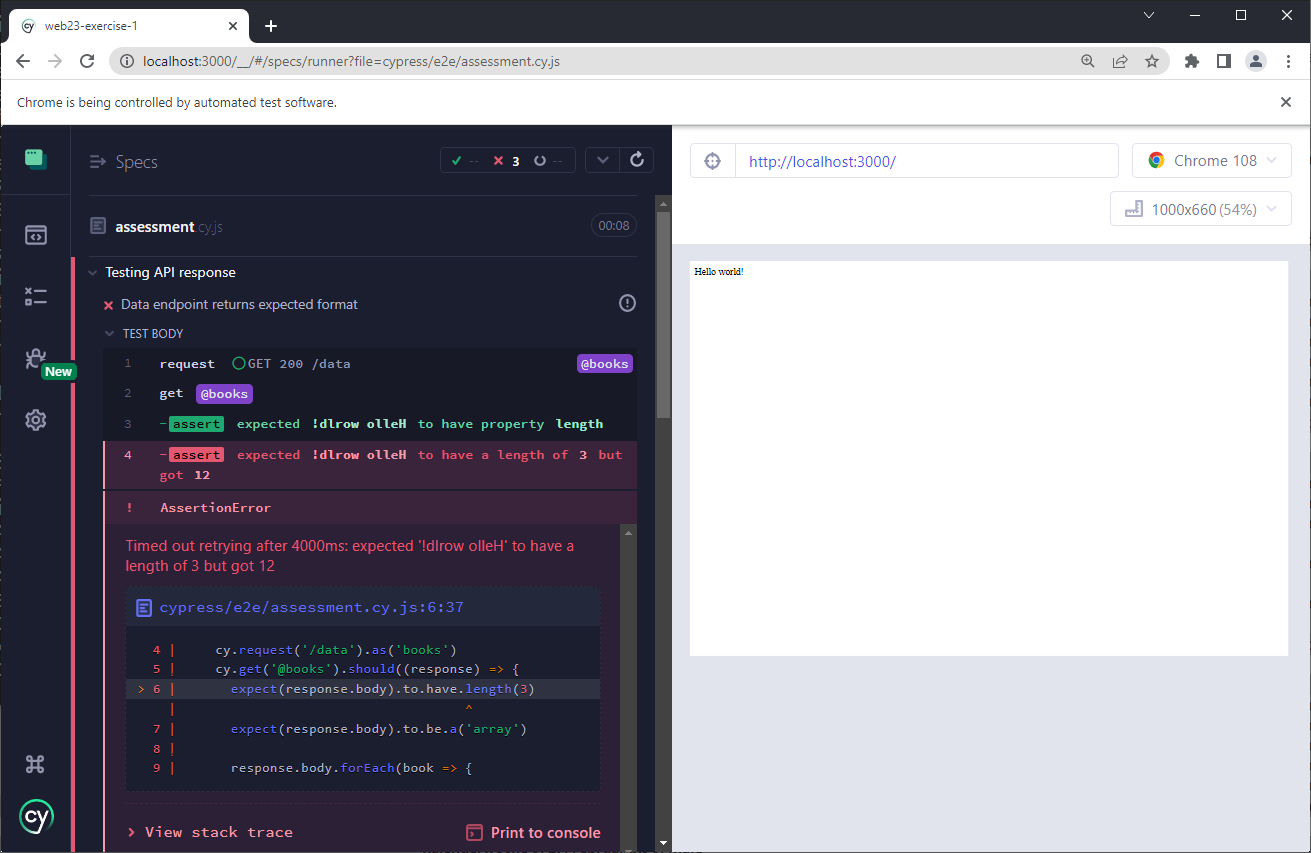 web23-exercise-1
localhost:3000/__/#/specs/runner?file=cypress/e2e/assessment.cy.js
Chrome is being controlled by automated test software.
Specs
-- 3 --
assessment.cy.js 00:08
Testing API response
Data endpoint returns expected format
TEST BODY
1 request GET 200 /data @books
2 get @books
3 -assert expected !dlrow olleH to have property length
4 -assert expected !dlrow olleH to have a length of 3 but
got 12
! AssertionError
Timed out retrying after 4000ms: expected '!dlrow olleH' to have a
length of 3 but got 12
cypress/e2e/assessment.cy.js:6:37
4 | cy.request('/data').as('books')
5 | cy.get('@books').should((response) => {
> 6 | expect(response.body).to.have.length(3)
| ^
7 | expect(response.body).to.be.a('array')
8 |
9 | response.body.forEach(book => {
> View stack trace
Print to console
New
cy
http://localhost:3000/
Chrome 108
1000x660 (54%)
Hello world!